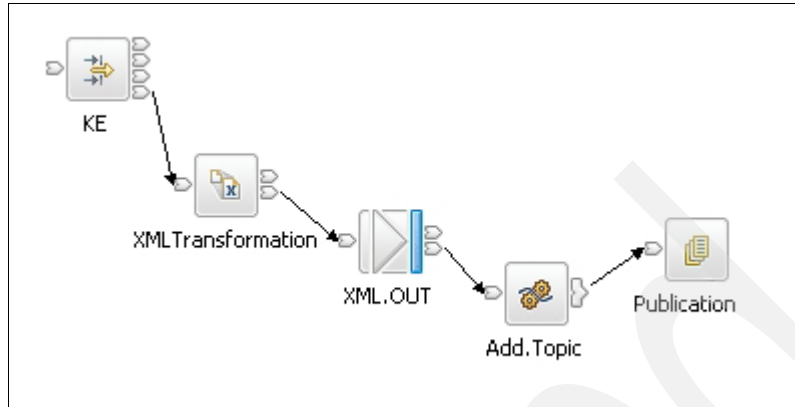 KE
XMLTransformation
XML.OUT
Add.Topic
Publication